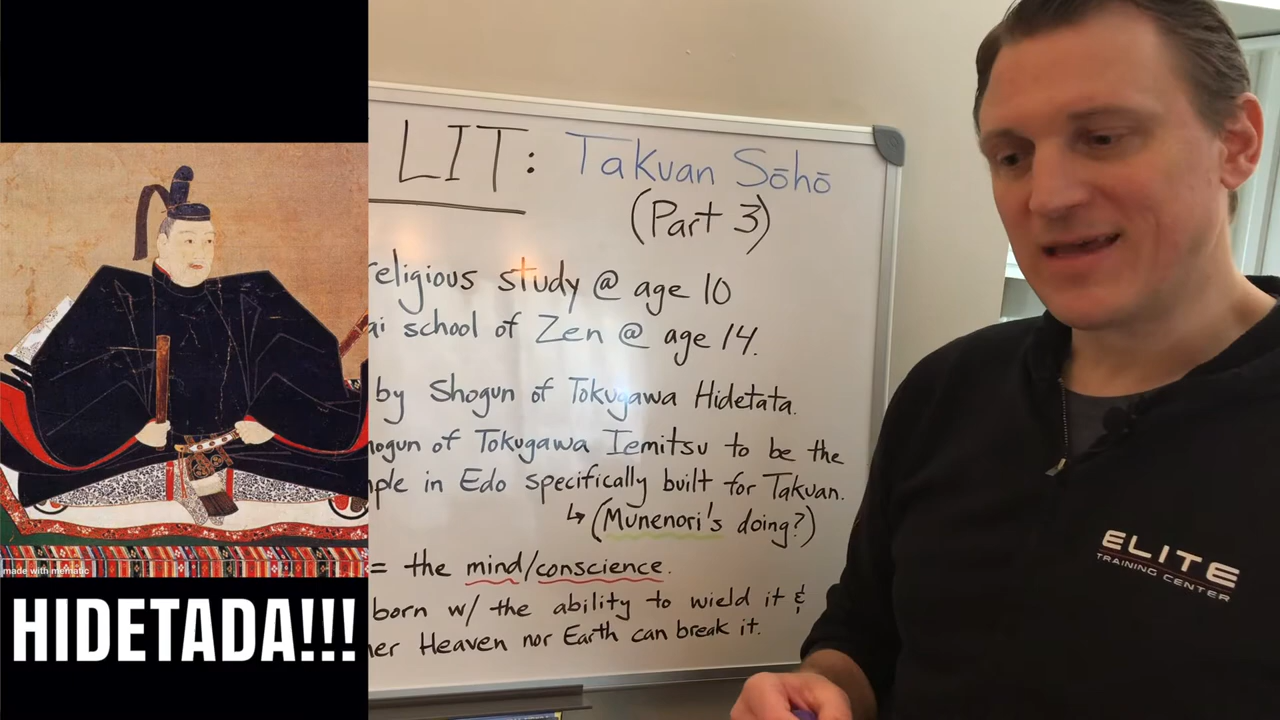 made with mematic
HIDETADA!!!
LIT: Takuan Sōhō
(Part 3)
religious study @ age 10
ai school of Zen @ age 14.
by Shogun of Tokugawa Hidetata.
hogun of Tokugawa Iemitsu to be the
mple in Edo specifically built for Takuan.
↳ (Munenori's doing?)
= the mind/conscience.
born w/ the ability to wield it &
her Heaven nor Earth can break it.
ELITE
TRAINING CENTER